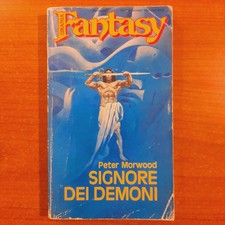 Fantasy
Peter Morwood
SIGNORE
DEI DEMONI